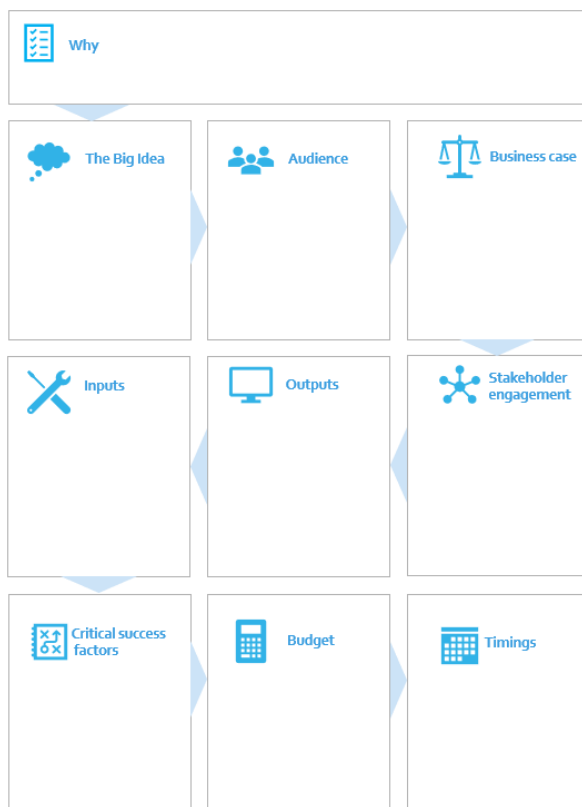 Why
The Big Idea
Audience
Business case
Inputs
Outputs
Stakeholder
engagement
Critical success
factors
Budget
Timings